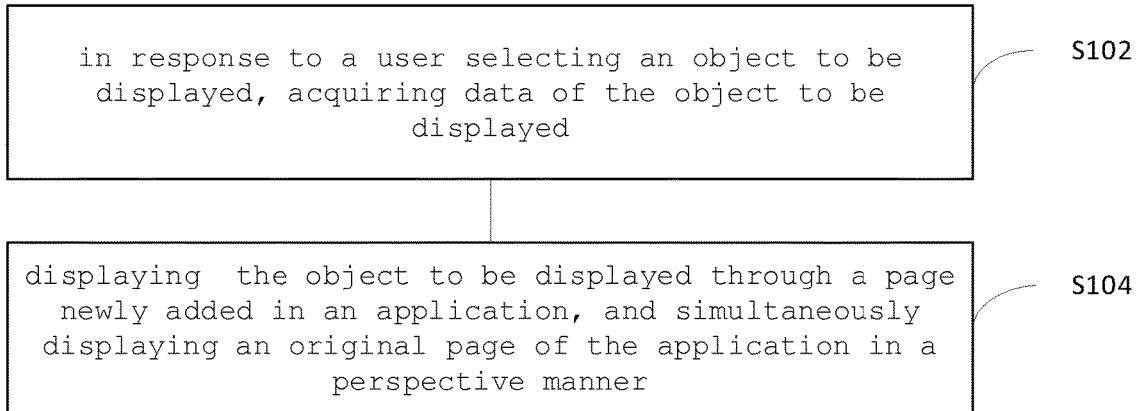 in response to a user selecting an object to be
displayed, acquiring data of the object to be
displayed
S102
displaying the object to be displayed through a page
newly added in an application, and simultaneously
displaying an original page of the application in a
perspective manner
S104